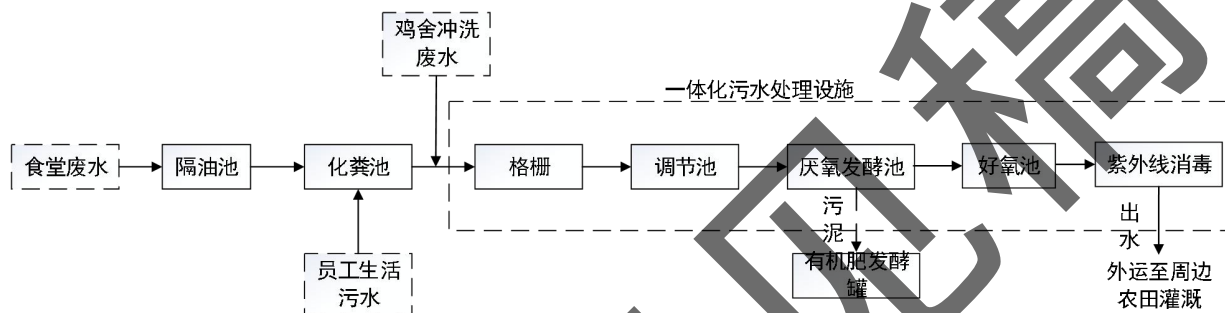 鸡舍冲洗
废水
一体化污水处理设施
食堂废水
隔油池
化粪池
格栅
调节池
厌氧发酵池
好氧池
紫外线消毒
污
泥
出
水
员工生活
污水
有机肥发酵
罐
外运至周边
农田灌溉
见稿